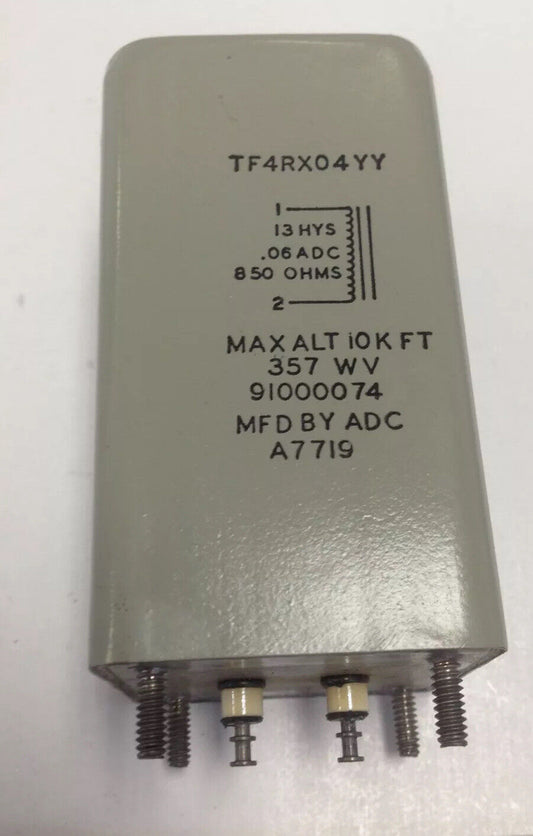 TF4RX04YY
1
13 HYS
.06 ADC
850 OHMS
2
MAX ALT 10K FT
357 WV
91000074
MFD BY ADC
A7719